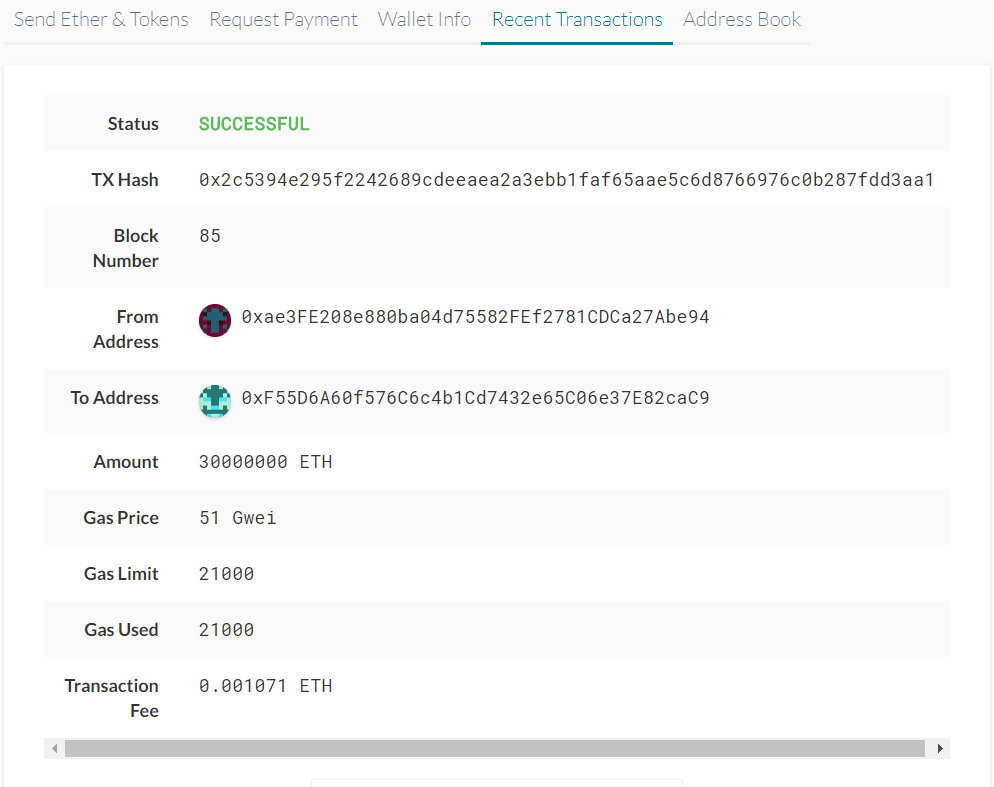 Send Ether & Tokens Request Payment Wallet Info Recent Transactions Address Book
Status SUCCESSFUL
TX Hash 0x2c5394e295f2242689cdeeaea2a3ebb1faf65aae5c6d8766976c0b287fdd3aa1
Block Number 85
From Address 0xae3FE208e880ba04d75582FEf2781CDCa27Abe94
To Address 0xF55D6A60f576C6c4b1Cd7432e65C06e37E82caC9
Amount 30000000 ETH
Gas Price 51 Gwei
Gas Limit 21000
Gas Used 21000
Transaction Fee 0.001071 ETH